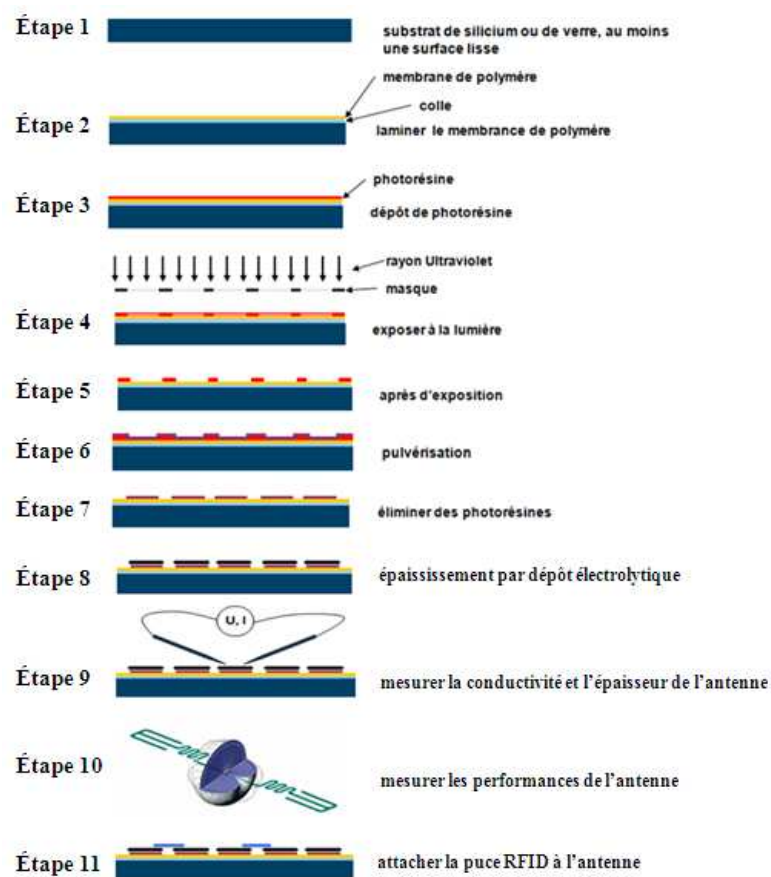 Étape 1
substrat de silicium ou de verre, au moins
une surface lisse
membrane de polymère
colle
Étape 2
laminer le membrance de polymère
photorésine
Étape 3
dépôt de photorésine
rayon Ultraviolet
masque
Étape 4
exposer à la lumière
Étape 5
après d'exposition
Étape 6
pulvérisation
Étape 7
éliminer des photorésines
Étape 8
épaississement par dépôt électrolytique
U, I
Étape 9
mesurer la conductivité et l'épaisseur de l'antenne
Étape 10
mesurer les performances de l'antenne
Étape 11
attacher la puce RFID à l'antenne